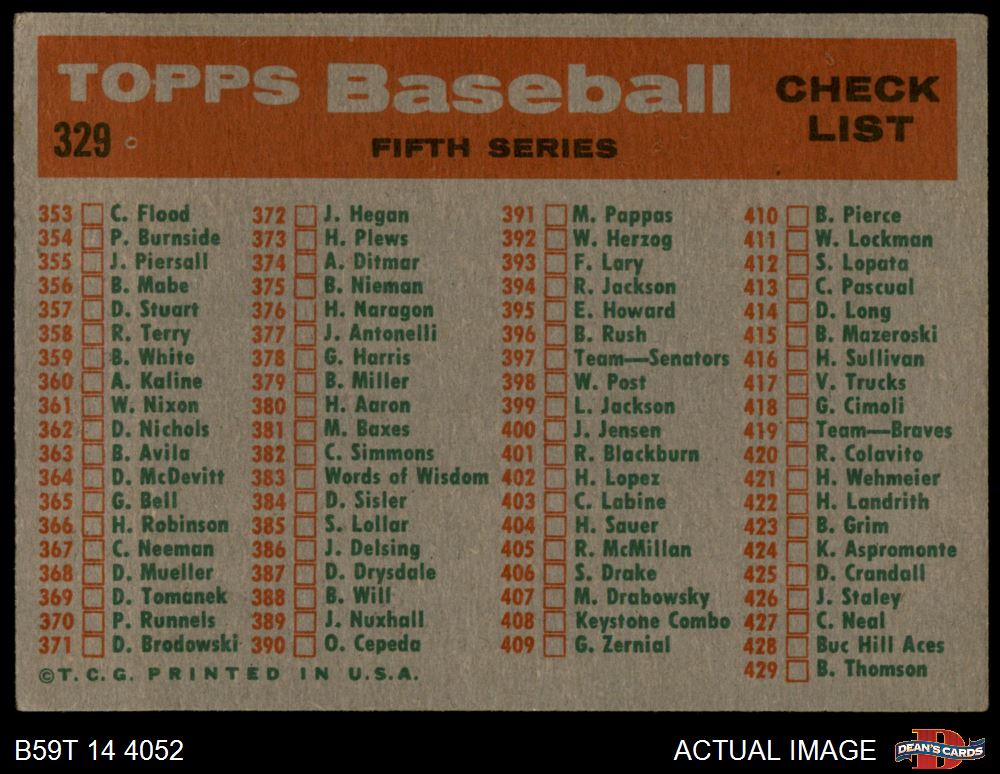 TOPPS Baseball CHECK LIST
329 FIFTH SERIES
353 C. Flood
354 P. Burnside
355 J. Piersall
356 B. Mabe
357 D. Stuart
358 R. Terry
359 B. White
360 A. Kaline
361 W. Nixon
362 D. Nichols
363 B. Avila
364 D. McDevitt
365 G. Bell
366 H. Robinson
367 C. Neeman
368 D. Mueller
369 D. Tomanek
370 P. Runnels
371 D. Brodowski
372 J. Hegan
373 H. Plews
374 A. Ditmar
375 B. Nieman
376 H. Naragon
377 J. Antonelli
378 G. Harris
379 B. Miller
380 H. Aaron
381 M. Baxes
382 C. Simmons
383 Words of Wisdom
384 D. Sisler
385 S. Lollar
386 J. Delsing
387 D. Drysdale
388 B. Will
389 J. Nuxhall
390 O. Cepeda
391 M. Pappas
392 W. Herzog
393 F. Lary
394 R. Jackson
395 E. Howard
396 B. Rush
397 Team—Senators
398 W. Post
399 L. Jackson
400 J. Jensen
401 R. Blackburn
402 H. Lopez
403 C. Labine
404 H. Sauer
405 R. McMillan
406 S. Drake
407 M. Drabowsky
408 Keystone Combo
409 G. Zernial
410 B. Pierce
411 W. Lockman
412 S. Lopata
413 C. Pascual
414 D. Long
415 B. Mazeroski
416 H. Sullivan
417 V. Trucks
418 G. Cimoli
419 Team—Braves
420 R. Colavito
421 H. Wehmeier
422 H. Landrith
423 B. Grim
424 K. Aspromonte
425 D. Crandall
426 J. Staley
427 C. Neal
428 Buc Hill Aces
429 B. Thomson
©T.C.G. PRINTED IN U.S.A.
B59T 14 4052 ACTUAL IMAGE D DEAN'S CARDS